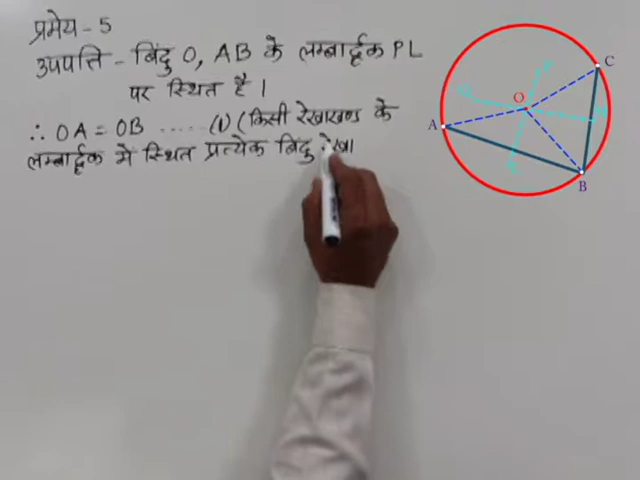 प्रमेय - 5
उपपत्ति - बिंदु O, AB के लम्बार्द्धक PL
पर स्थित है।
∴ OA = OB ..... (1) (किसी रेखाखण्ड के
लम्बार्द्धक में स्थित प्रत्येक बिंदु रेखा
A
B
C
O